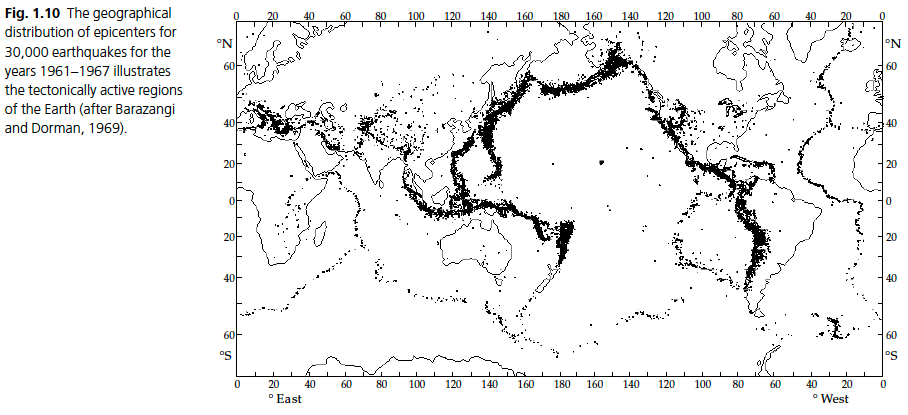 Fig. 1.10 The geographical
distribution of epicenters for
30,000 earthquakes for the
years 1961–1967 illustrates
the tectonically active regions
of the Earth (after Barazangi
and Dorman, 1969).
0 20 40 60 80 100 120 140 160 180 160 140 120 100 80 60 40 20 0
°N °N
60 60
40 40
20 20
0 0
20 20
40 40
60 60
°S °S
0 20 40 60 80 100 120 140 160 180 160 140 120 100 80 60 40 20 0
° East ° West